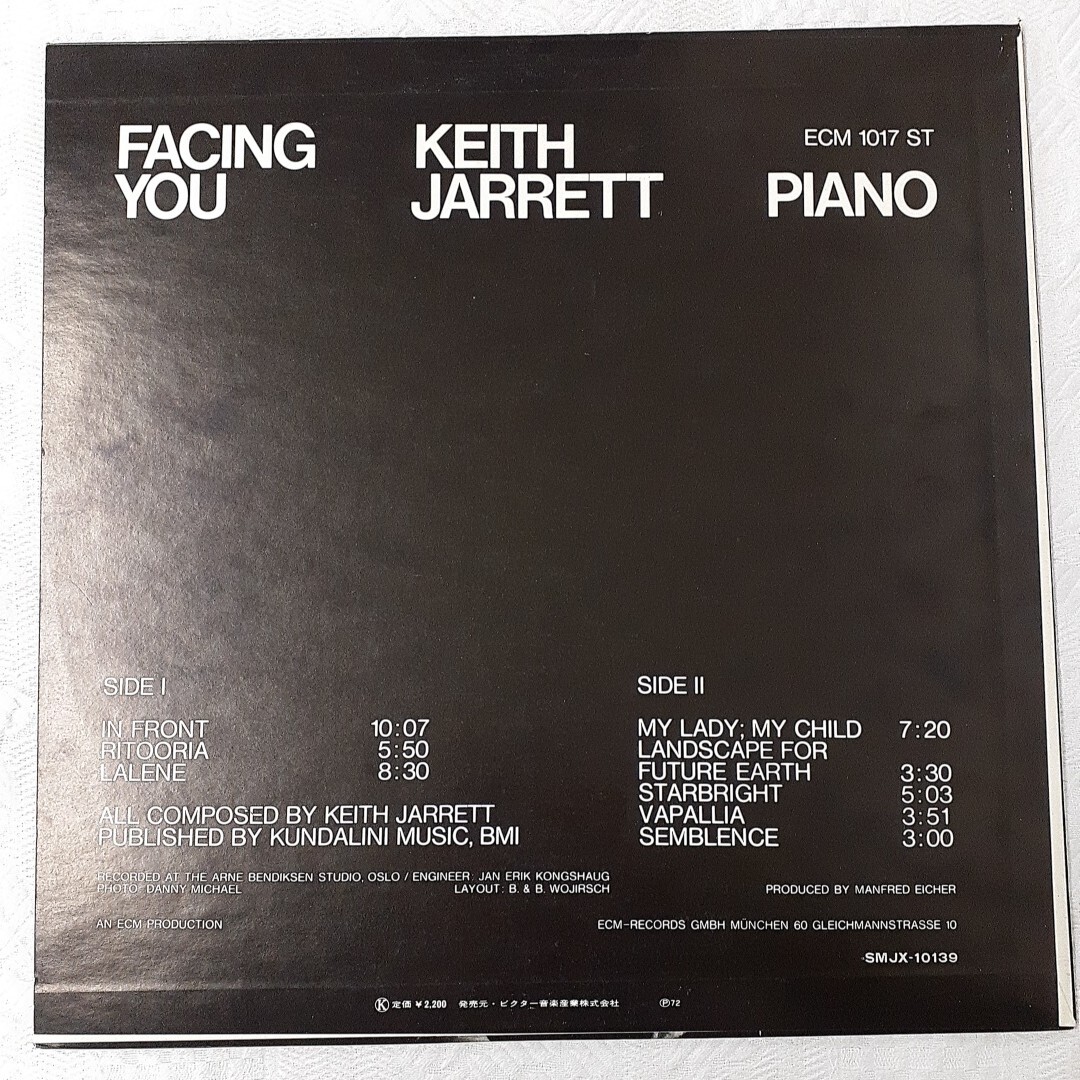 FACING YOU
KEITH JARRETT
ECM 1017 ST
PIANO
SIDE I
IN FRONT 10:07
RITOORIA 5:50
LALENE 8:30
ALL COMPOSED BY KEITH JARRETT
PUBLISHED BY KUNDALINI MUSIC, BMI
SIDE II
MY LADY; MY CHILD 7:20
LANDSCAPE FOR
FUTURE EARTH 3:30
STARBRIGHT 5:03
VAPALLIA 3:51
SEMBLENCE 3:00
RECORDED AT THE ARNE BENDIKSEN STUDIO, OSLO / ENGINEER: JAN ERIK KONGSHAUG
PHOTO: DANNY MICHAEL LAYOUT: B. & B. WOJIRSCH
PRODUCED BY MANFRED EICHER
AN ECM PRODUCTION
ECM-RECORDS GMBH MÜNCHEN 60 GLEICHMANNSTRASSE 10
SMJX-10139
Ⓚ定価 ¥2,200 発売元・ビクター音楽産業株式会社 ℗72